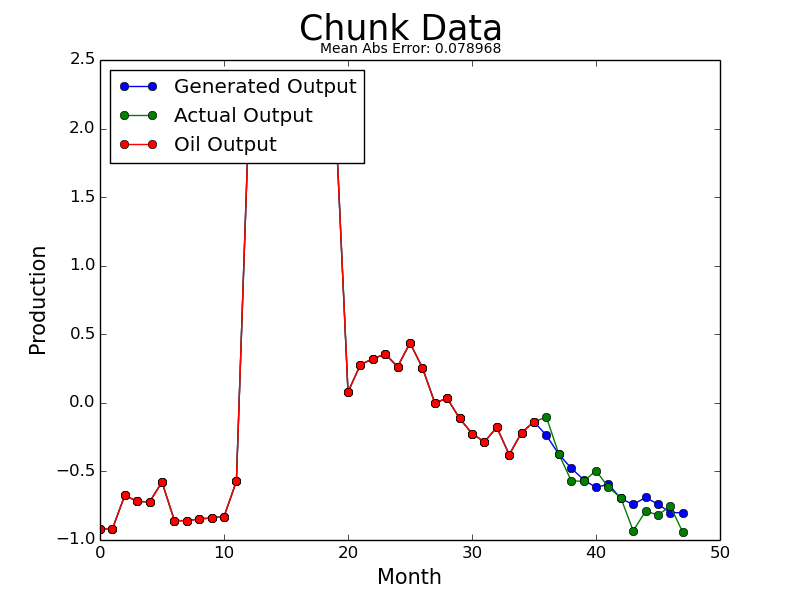 Chunk Data
Mean Abs Error: 0.078968
2.5
2.0
1.5
1.0
0.5
0.0
−0.5
−1.0
Production
Generated Output
Actual Output
Oil Output
0 10 20 30 40 50
Month